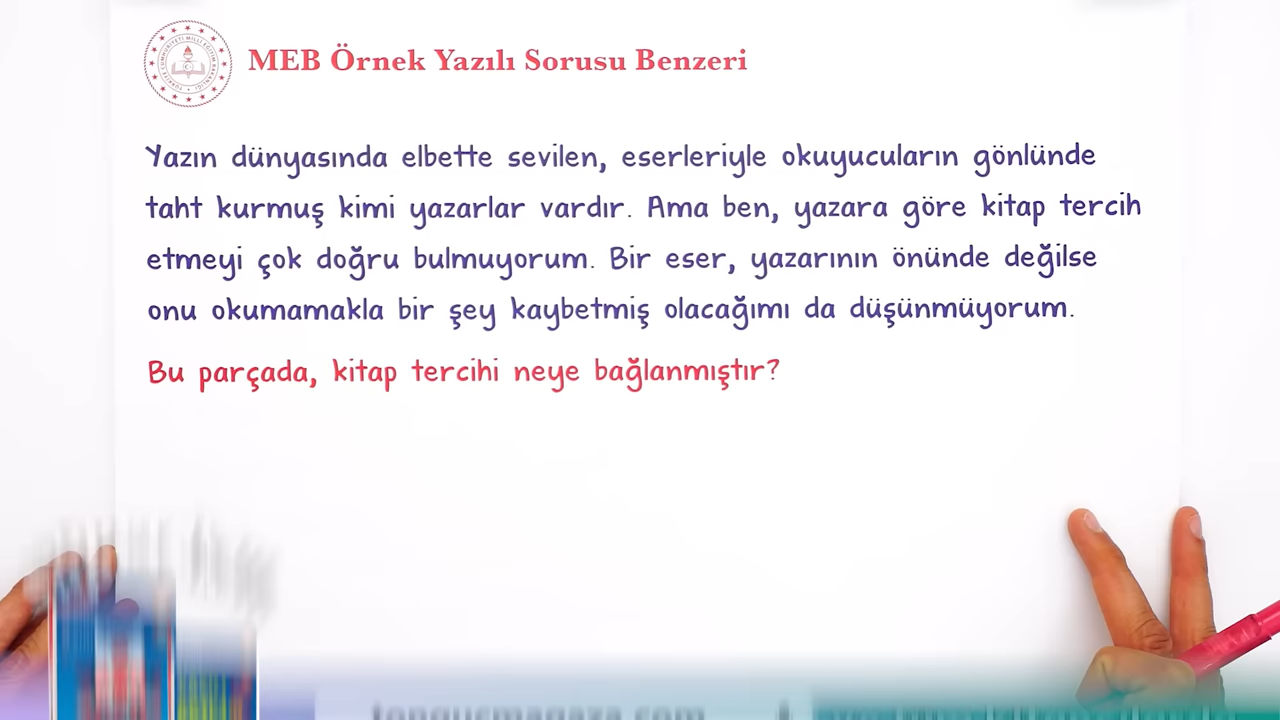 MEB Örnek Yazılı Sorusu Benzeri
Yazın dünyasında elbette sevilen, eserleriyle okuyucuların gönlünde
taht kurmuş kimi yazarlar vardır. Ama ben, yazara göre kitap tercih
etmeyi çok doğru bulmuyorum. Bir eser, yazarının önünde değilse
onu okumamakla bir şey kaybetmiş olacağımı da düşünmüyorum.
Bu parçada, kitap tercihi neye bağlanmıştır?